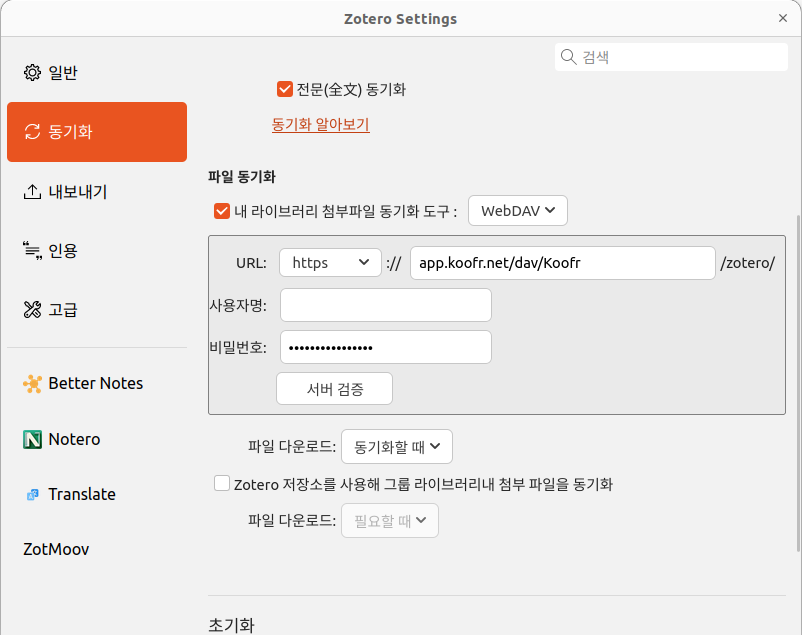 Zotero Settings
검색
일반
동기화
내보내기
인용
고급
Better Notes
Notero
Translate
ZotMoov
전문(全文) 동기화
동기화 알아보기
파일 동기화
내 라이브러리 첨부파일 동기화 도구 : WebDAV
URL: https :// app.koofr.net/dav/Koofr /zotero/
사용자명:
비밀번호: ••••••••••••••••
서버 검증
파일 다운로드: 동기화할 때
Zotero 저장소를 사용해 그룹 라이브러리내 첨부 파일을 동기화
파일 다운로드: 필요할 때
초기화